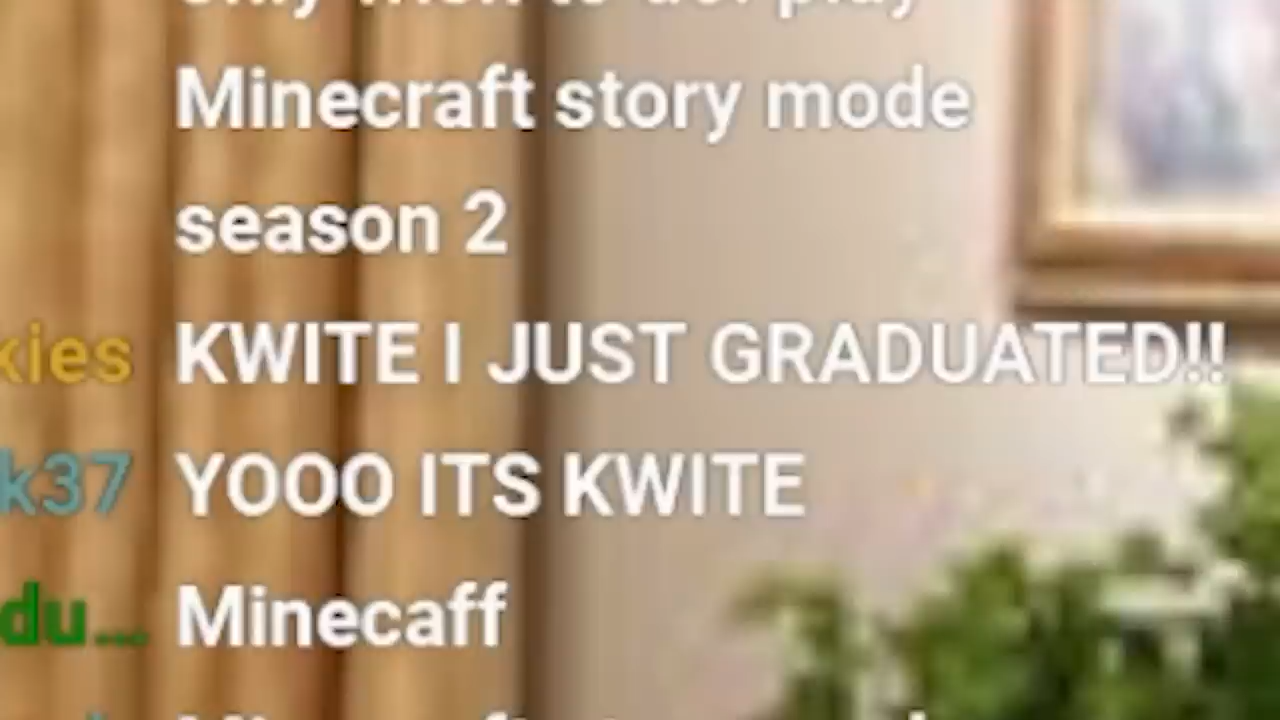 Minecraft story mode
season 2
kies KWITE I JUST GRADUATED!!
k37 YOOO ITS KWITE
du... Minecaff